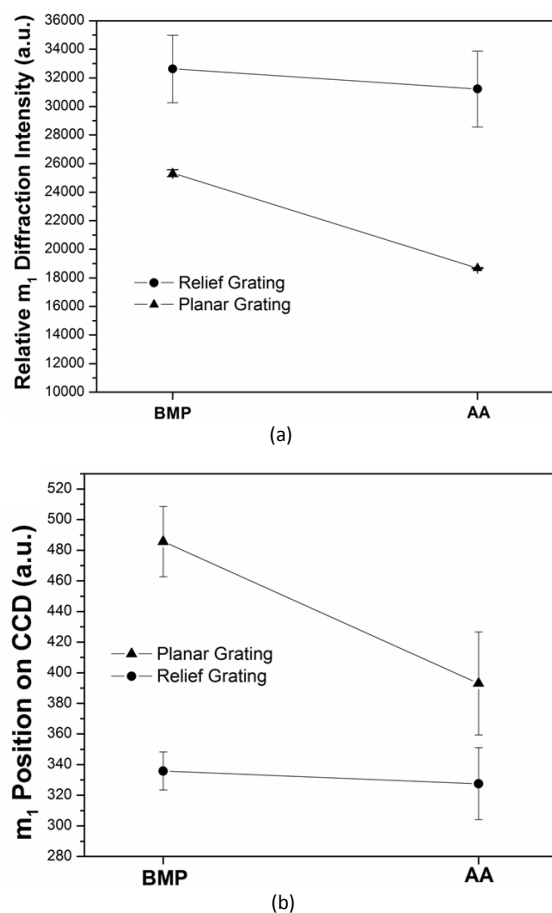 36000
34000
32000
30000
28000
26000
24000
22000
20000
18000
16000
14000
12000
10000
Relative m₁ Diffraction Intensity (a.u.)
Relief Grating
Planar Grating
BMP AA
(a)
520
500
480
460
440
420
400
380
360
340
320
300
280
m₁ Position on CCD (a.u.)
Planar Grating
Relief Grating
BMP AA
(b)